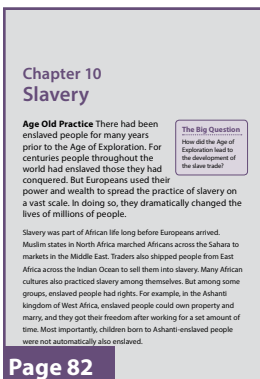 Chapter 10
Slavery
Age Old Practice There had been
enslaved people for many years
prior to the Age of Exploration. For
centuries people throughout the
world had enslaved those they had
conquered. But Europeans used their
power and wealth to spread the practice of slavery on
a vast scale. In doing so, they dramatically changed the
lives of millions of people.
The Big Question
How did the Age of
Exploration lead to
the development of
the slave trade?
Slavery was part of African life long before Europeans arrived.
Muslim states in North Africa marched Africans across the Sahara to
markets in the Middle East. Traders also shipped people from East
Africa across the Indian Ocean to sell them into slavery. Many African
cultures also practiced slavery among themselves. But among some
groups, enslaved people had rights. For example, in the Ashanti
kingdom of West Africa, enslaved people could own property and
marry, and they got their freedom after working for a set amount of
time. Most importantly, children born to Ashanti-enslaved people
were not automatically also enslaved.
Page 82